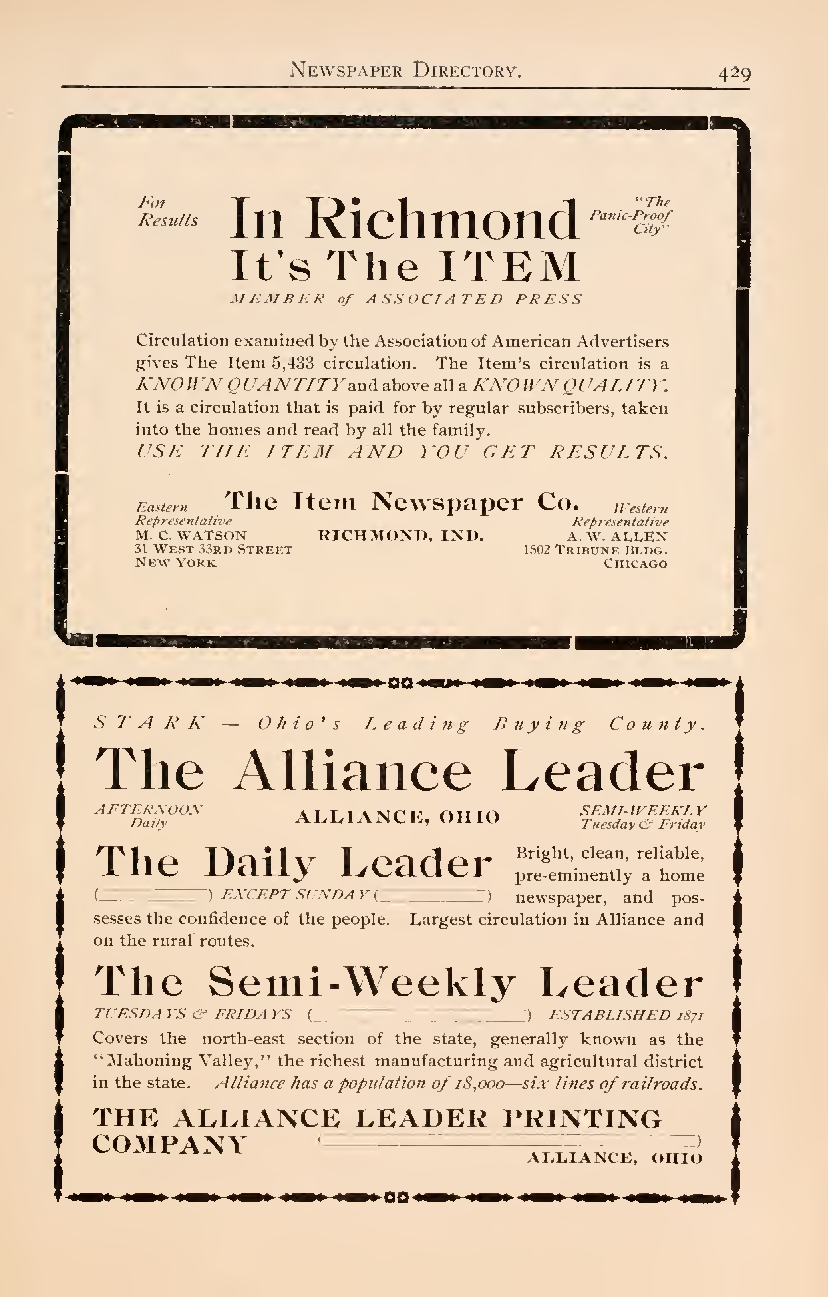 NEWSPAPER DIRECTORY. 429
For Results
In Richmond
"The Panic-Proof City"
It's The ITEM
MEMBER of ASSOCIATED PRESS
Circulation examined by the Association of American Advertisers
gives The Item 5,433 circulation. The Item's circulation is a
KNOWN QUANTITY and above all a KNOWN QUALITY.
It is a circulation that is paid for by regular subscribers, taken
into the homes and read by all the family.
USE THE ITEM AND YOU GET RESULTS.
The Item Newspaper Co.
RICHMOND, IND.
Eastern
Representative
M. C. WATSON
31 WEST 33RD STREET
NEW YORK
Western
Representative
A. W. ALLEN
1502 TRIBUNE BLDG.
CHICAGO
STARK — Ohio's Leading Buying County.
The Alliance Leader
AFTERNOON
Daily
ALLIANCE, OHIO
SEMI-WEEKLY
Tuesday & Friday
The Daily Leader
( ) EXCEPT SUNDAY ( )
Bright, clean, reliable,
pre-eminently a home
newspaper, and pos-
sesses the confidence of the people. Largest circulation in Alliance and
on the rural routes.
The Semi-Weekly Leader
TUESDAYS & FRIDAYS ( ) ESTABLISHED 1871
Covers the north-east section of the state, generally known as the
"Mahoning Valley," the richest manufacturing and agricultural district
in the state. Alliance has a population of 18,000—six lines of railroads.
THE ALLIANCE LEADER PRINTING
COMPANY
ALLIANCE, OHIO